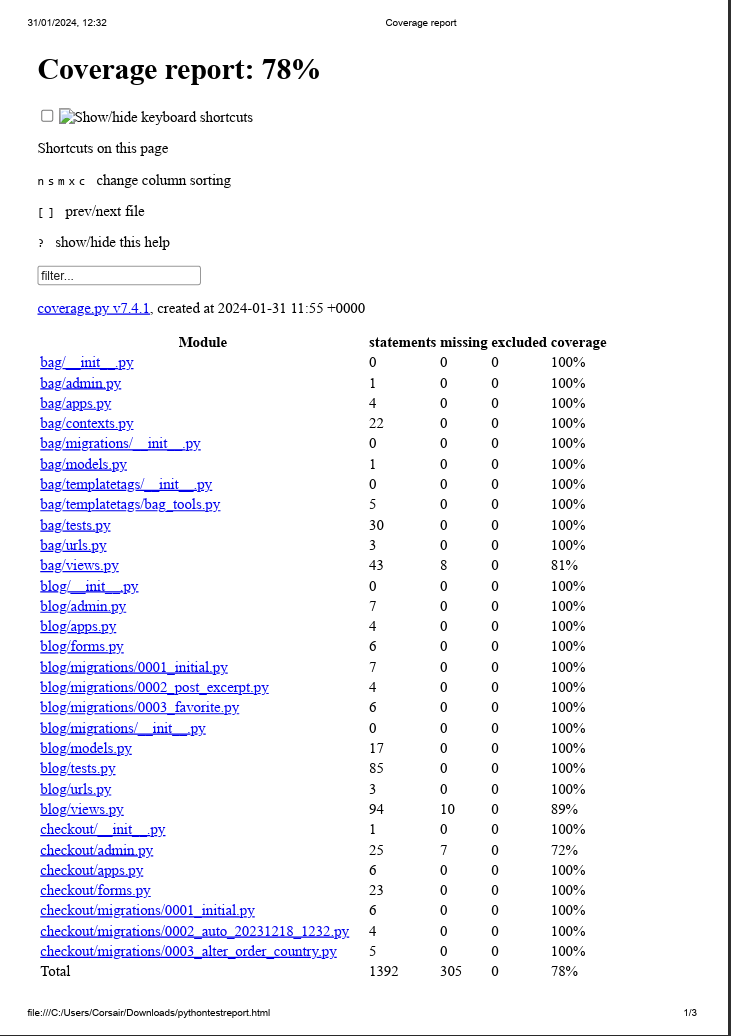 31/01/2024, 12:32 Coverage report
Coverage report: 78%
Show/hide keyboard shortcuts
Shortcuts on this page
n s m x c change column sorting
[ ] prev/next file
? show/hide this help
filter...
coverage.py v7.4.1, created at 2024-01-31 11:55 +0000
Module statements missing excluded coverage
bag/__init__.py 0 0 0 100%
bag/admin.py 1 0 0 100%
bag/apps.py 4 0 0 100%
bag/contexts.py 22 0 0 100%
bag/migrations/__init__.py 0 0 0 100%
bag/models.py 1 0 0 100%
bag/templatetags/__init__.py 0 0 0 100%
bag/templatetags/bag_tools.py 5 0 0 100%
bag/tests.py 30 0 0 100%
bag/urls.py 3 0 0 100%
bag/views.py 43 8 0 81%
blog/__init__.py 0 0 0 100%
blog/admin.py 7 0 0 100%
blog/apps.py 4 0 0 100%
blog/forms.py 6 0 0 100%
blog/migrations/0001_initial.py 7 0 0 100%
blog/migrations/0002_post_excerpt.py 4 0 0 100%
blog/migrations/0003_favorite.py 6 0 0 100%
blog/migrations/__init__.py 0 0 0 100%
blog/models.py 17 0 0 100%
blog/tests.py 85 0 0 100%
blog/urls.py 3 0 0 100%
blog/views.py 94 10 0 89%
checkout/__init__.py 1 0 0 100%
checkout/admin.py 25 7 0 72%
checkout/apps.py 6 0 0 100%
checkout/forms.py 23 0 0 100%
checkout/migrations/0001_initial.py 6 0 0 100%
checkout/migrations/0002_auto_20231218_1232.py 4 0 0 100%
checkout/migrations/0003_alter_order_country.py 5 0 0 100%
Total 1392 305 0 78%
file:///C:/Users/Corsair/Downloads/pythontestreport.html 1/3